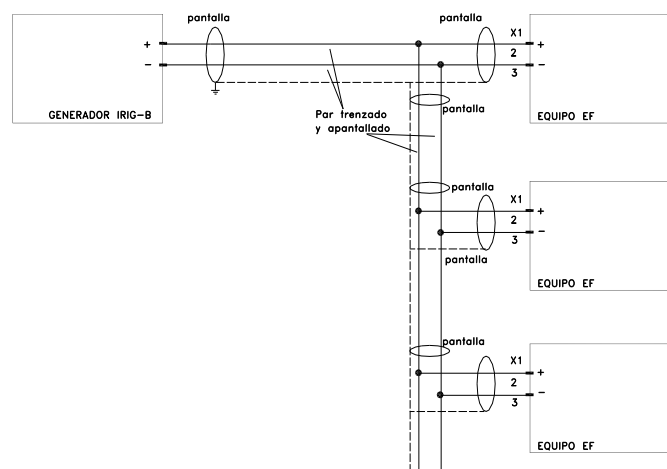 pantalla
pantalla
X1
+
+
2
−
−
3
GENERADOR IRIG−B
pantalla
Par trenzado
y apantallado
EQUIPO EF
pantalla
X1
+
2
−
3
pantalla
EQUIPO EF
pantalla
X1
+
2
−
3
EQUIPO EF